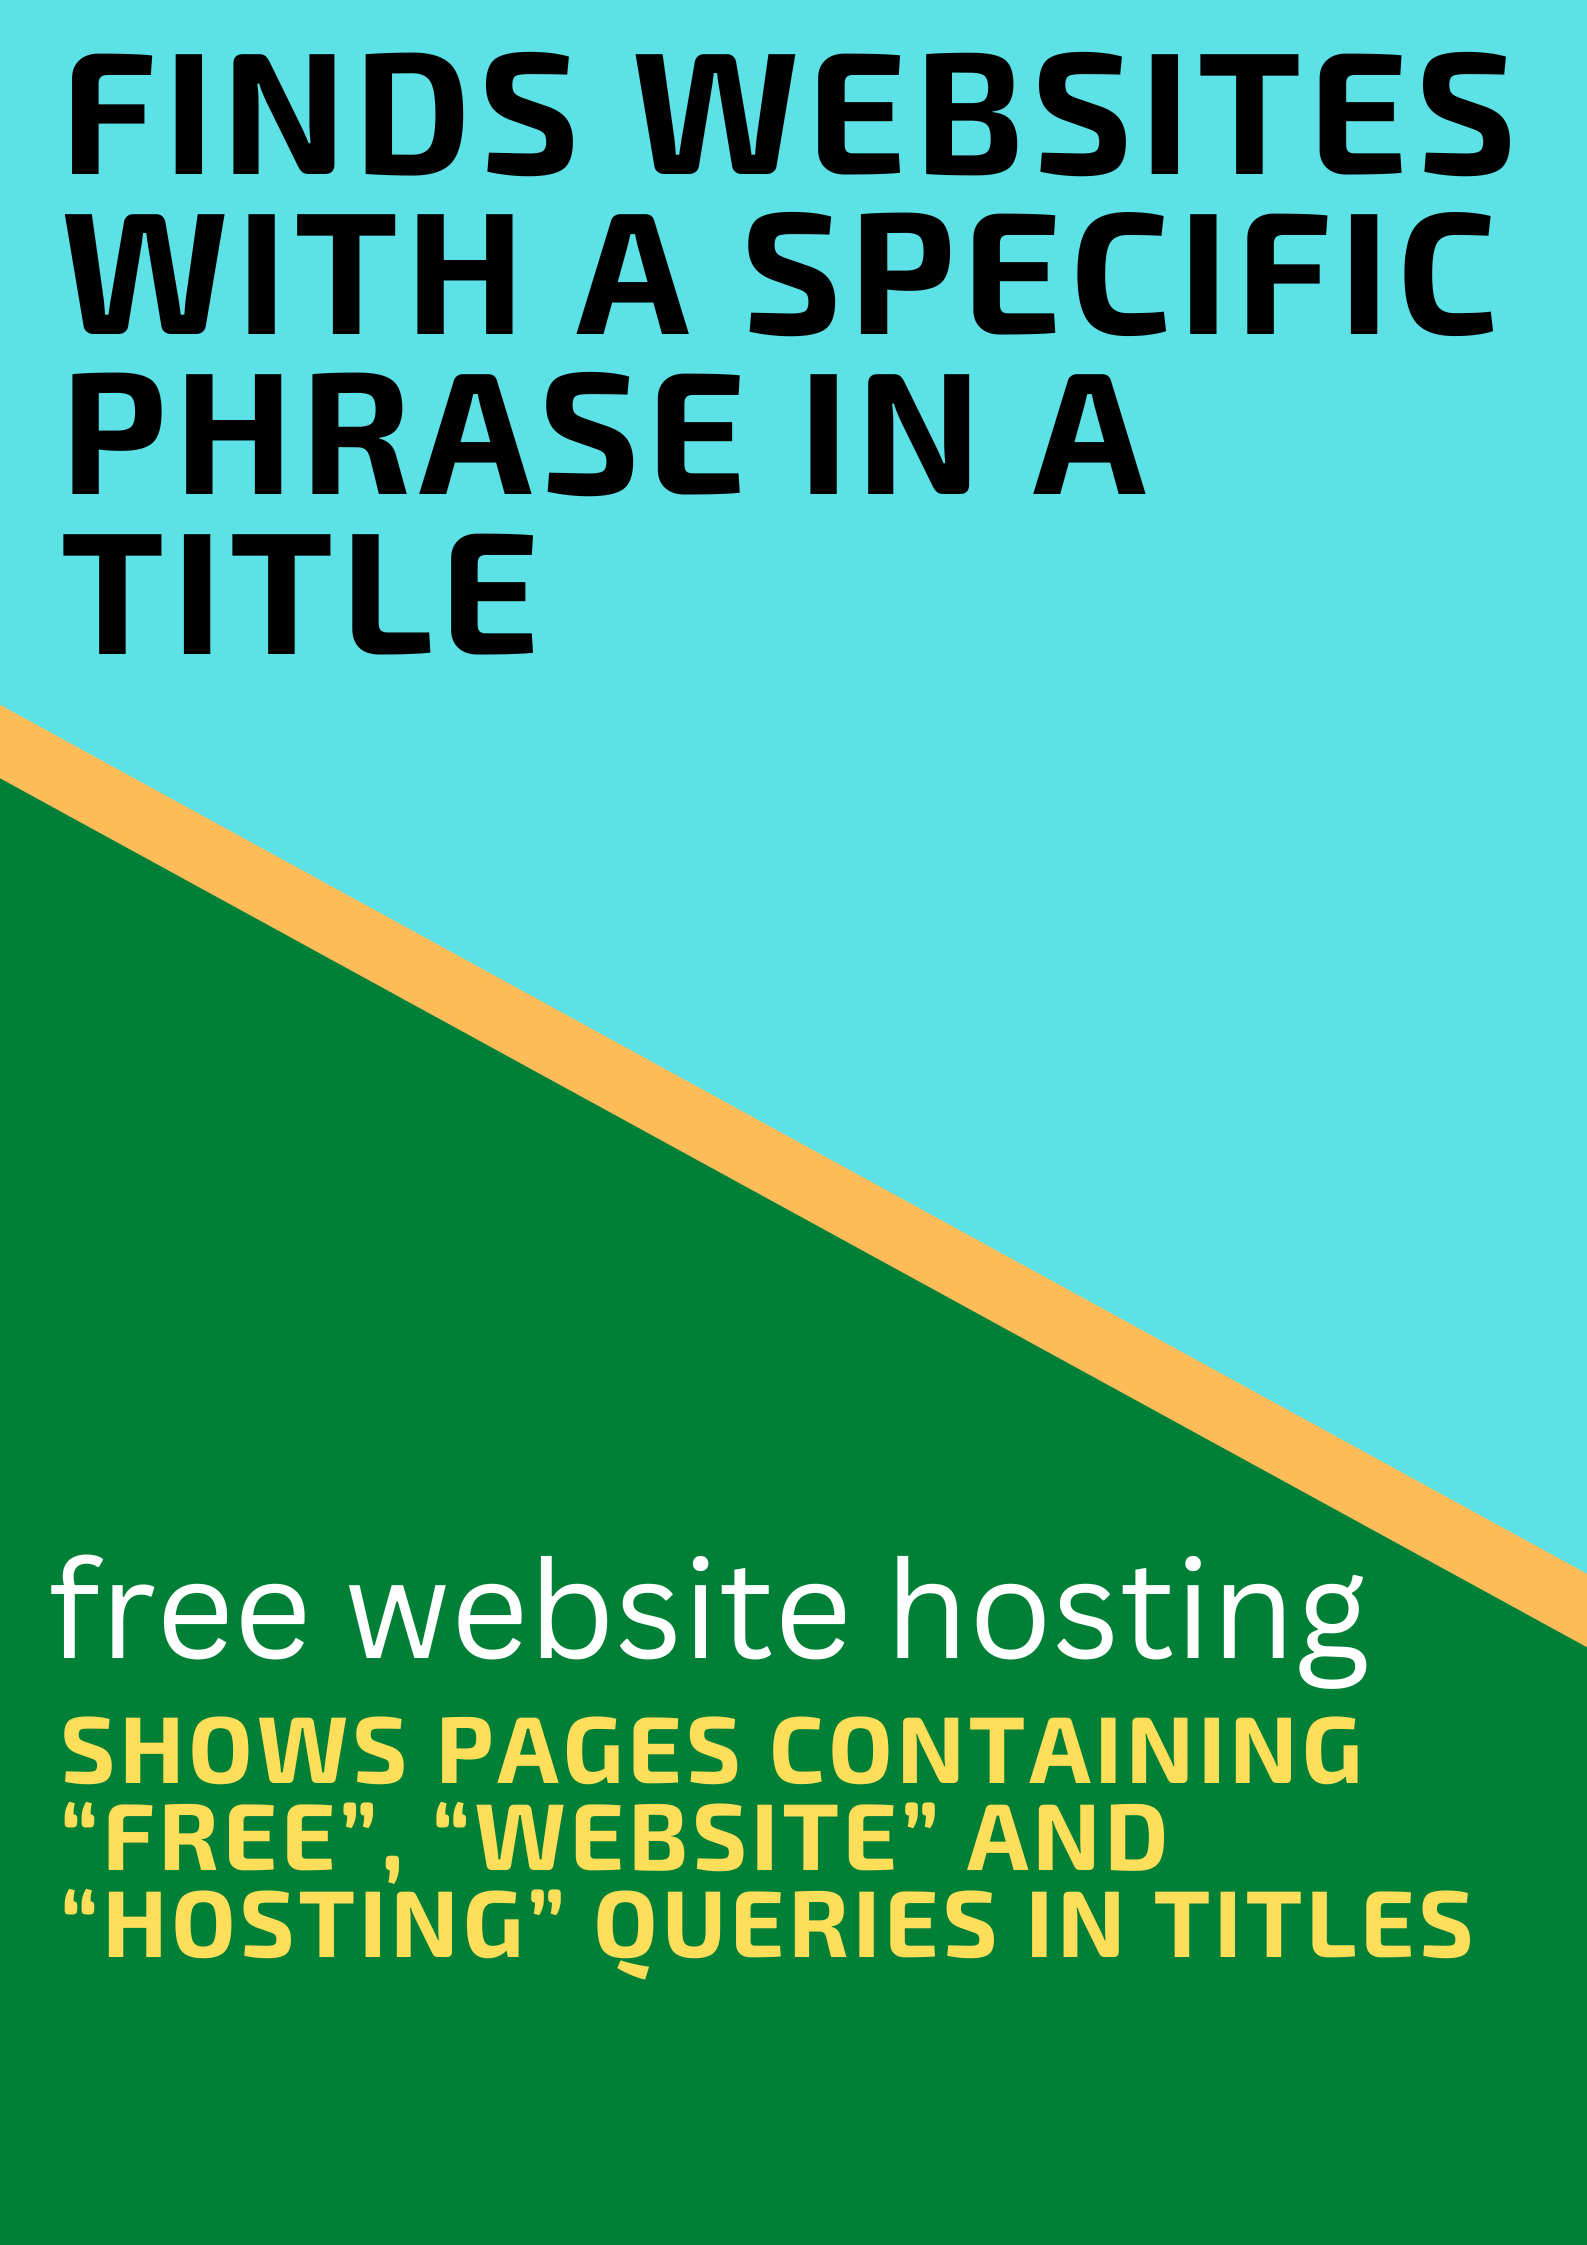 FINDS WEBSITES
WITH A SPECIFIC
PHRASE IN A
TITLE
free website hosting
SHOWS PAGES CONTAINING
“FREE”, “WEBSITE” AND
“HOSTING” QUERIES IN TITLES